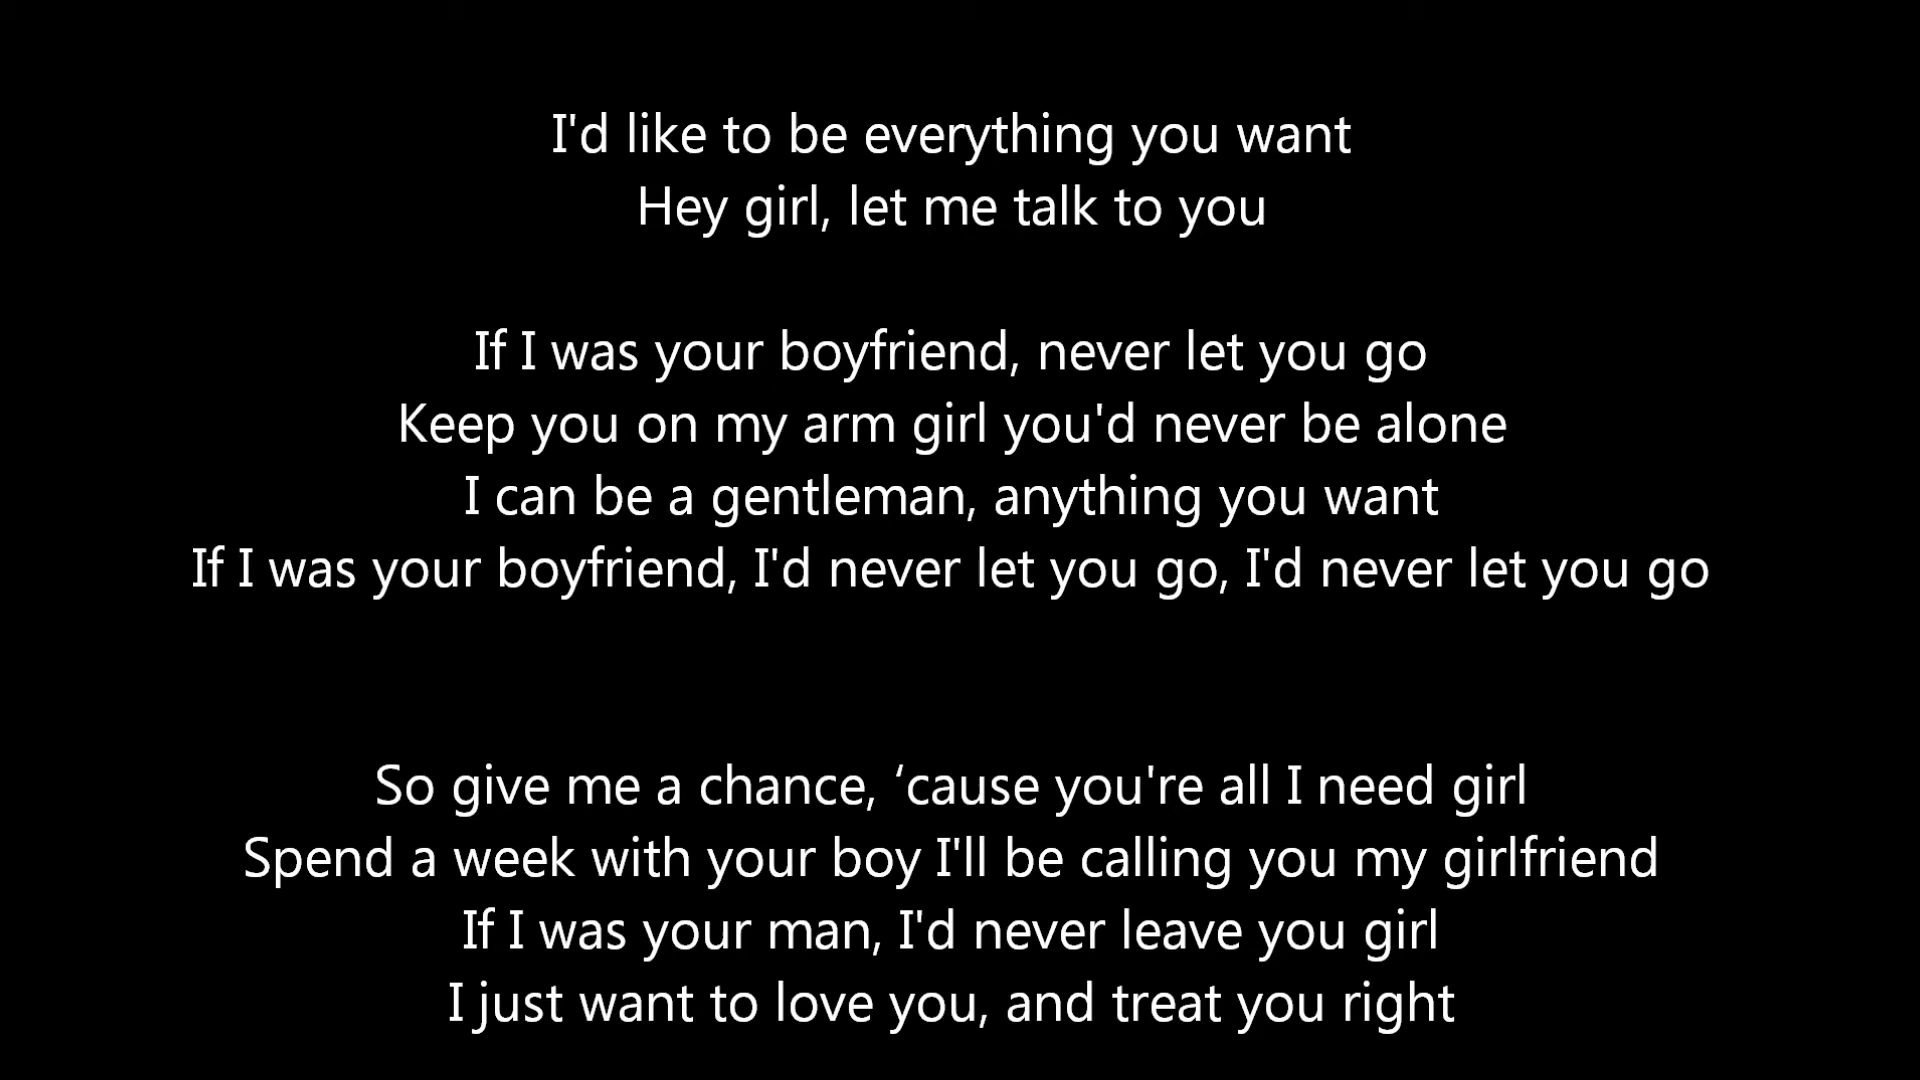 I'd like to be everything you want
Hey girl, let me talk to you
If I was your boyfriend, never let you go
Keep you on my arm girl you'd never be alone
I can be a gentleman, anything you want
If I was your boyfriend, I'd never let you go, I'd never let you go
So give me a chance, ‘cause you're all I need girl
Spend a week with your boy I'll be calling you my girlfriend
If I was your man, I'd never leave you girl
I just want to love you, and treat you right